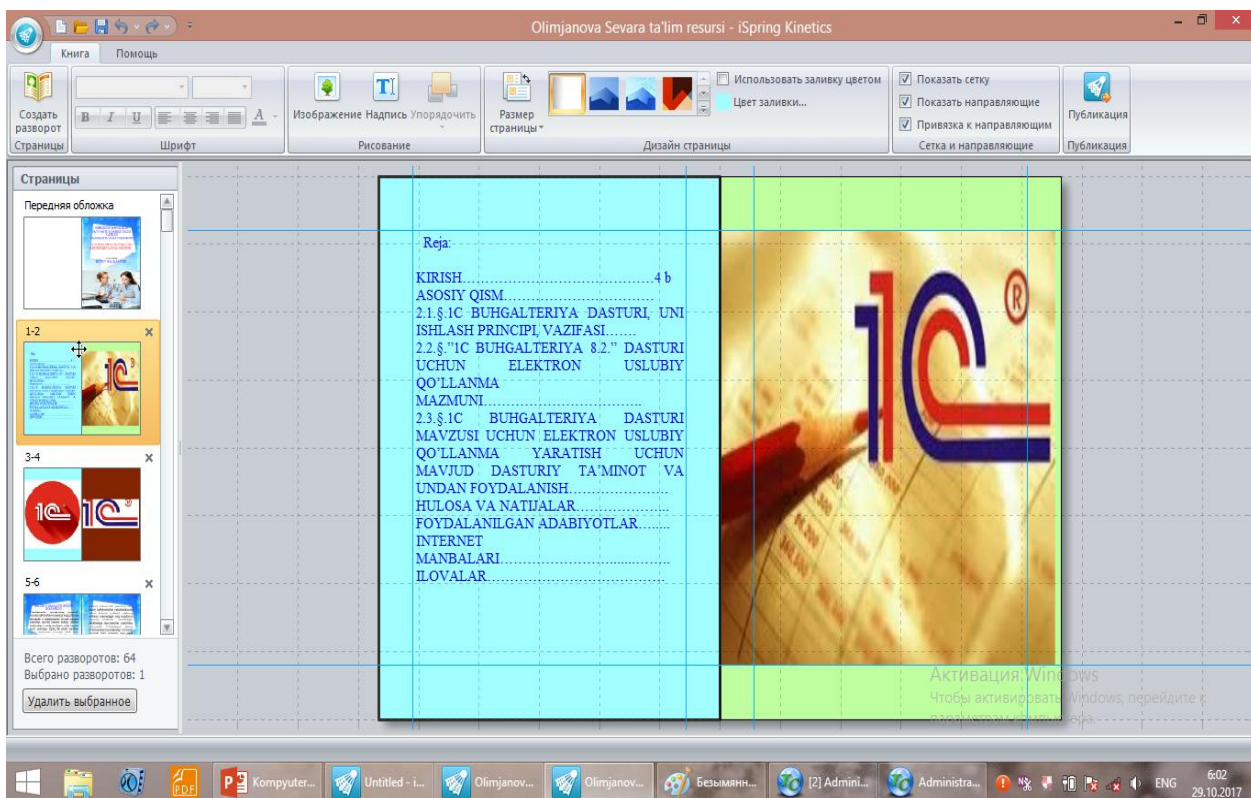 Olimjanova Sevara ta'lim resursi - iSpring Kinetics
Книга Помощь
Создать разворот
Изображение Надпись Упорядочить
Размер страницы
Использовать заливку цветом
Цвет заливки...
Показать сетку
Показать направляющие
Привязка к направляющим
Публикация
Страницы Шрифт Рисование Дизайн страницы Сетка и направляющие Публикация
Страницы
Передняя обложка
1-2
3-4
5-6
Всего разворотов: 64
Выбрано разворотов: 1
Удалить выбранное
Reja:
KIRISH…………………………………….4 b
ASOSIY QISM……………………………
2.1.§.1C BUHGALTERIYA DASTURI, UNI
ISHLASH PRINCIPI, VAZIFASI…….
2.2.§."1C BUHGALTERIYA 8.2." DASTURI
UCHUN ELEKTRON USLUBIY
QO'LLANMA
MAZMUNI……………………………….
2.3.§.1C BUHGALTERIYA DASTURI
MAVZUSI UCHUN ELEKTRON USLUBIY
QO'LLANMA YARATISH UCHUN
MAVJUD DASTURIY TA'MINOT VA
UNDAN FOYDALANISH………………….
HULOSA VA NATIJALAR…………………
FOYDALANILGAN ADABIYOTLAR…......
INTERNET
MANBALARI……………………..........……
ILOVALAR………………………………….
1C ®
Активация Windows
Чтобы активировать Windows, перейдите к
параметрам компьютера.
Kompyuter... Untitled - i... Olimjanov... Olimjanov... Безымянн... [2] Admini... Administra... ENG 6:02
29.10.2017